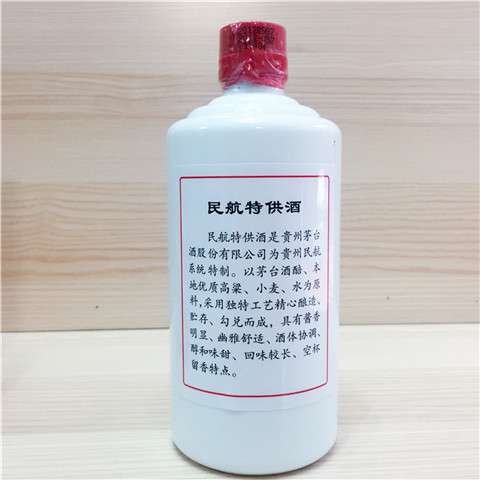 民航特供酒
民航特供酒是贵州茅台
酒股份有限公司为贵州民航
系统特制。以茅台酒醅、本
地优质高粱、小麦、水为原
料,采用独特工艺精心酿造、
贮存、勾兑而成,具有酱香
明显、幽雅舒适、酒体协调、
醇和味甜、回味较长、空杯
留香特点。